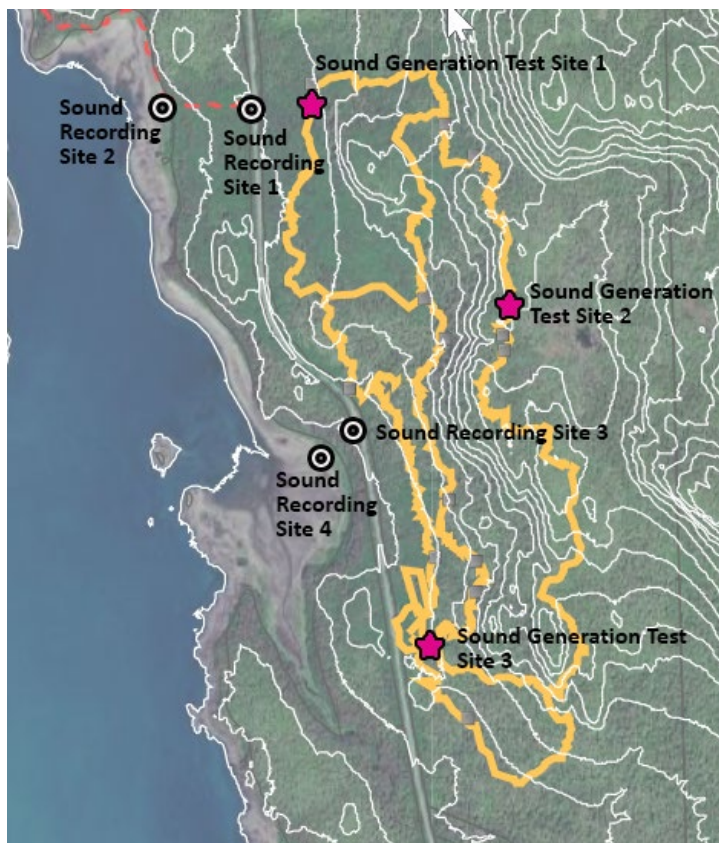 Sound Generation Test Site 1
Sound
Recording
Site 2
Sound
Recording
Site 1
Sound Generation
Test Site 2
Sound Recording Site 3
Sound
Recording
Site 4
Sound Generation Test
Site 3